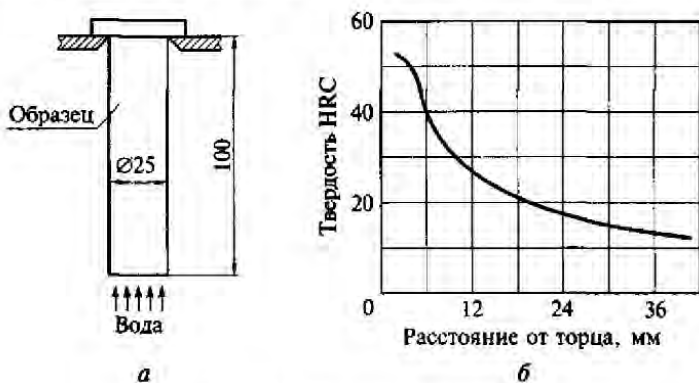 Образец
Ø25
100
Вода
а
Твердость HRC
60
40
20
0
12
24
36
Расстояние от торца, мм
б